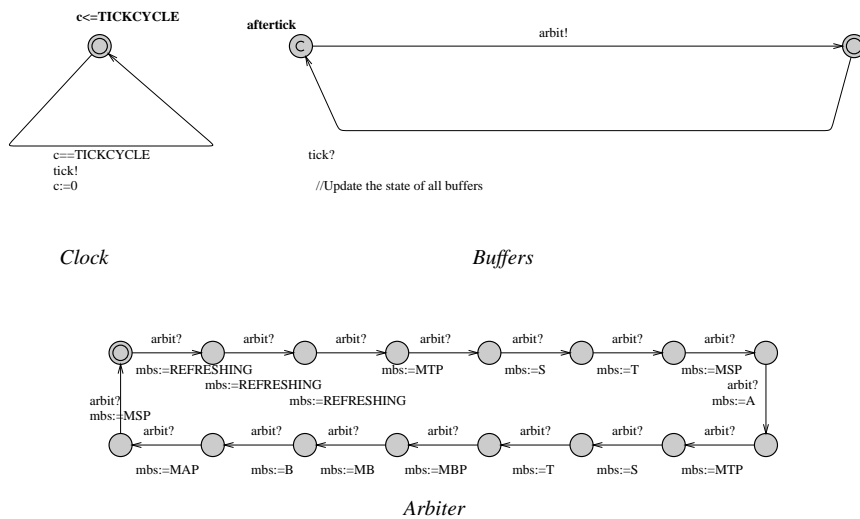 c<=TICKCYCLE
c==TICKCYCLE
tick!
c:=0
Clock
aftertick
C
arbit!
tick?
//Update the state of all buffers
Buffers
arbit? arbit? arbit? arbit? arbit? arbit? arbit?
mbs:=REFRESHING mbs:=MTP mbs:=S mbs:=T mbs:=MSP
mbs:=REFRESHING
mbs:=REFRESHING
arbit?
mbs:=A
arbit?
mbs:=MSP
arbit? arbit? arbit? arbit? arbit? arbit? arbit?
mbs:=MAP mbs:=B mbs:=MB mbs:=MBP mbs:=T mbs:=S mbs:=MTP
Arbiter